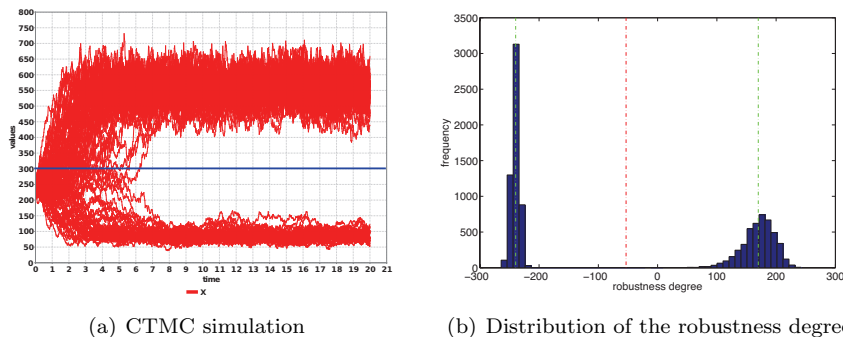 800
750
700
650
600
550
500
450
400
350
300
250
200
150
100
50
0
values
0 1 2 3 4 5 6 7 8 9 10 11 12 13 14 15 16 17 18 19 20 21
time
X
(a) CTMC simulation
3500
3000
2500
2000
1500
1000
500
0
frequency
−300 −200 −100 0 100 200 300
robustness degree
(b) Distribution of the robustness degree